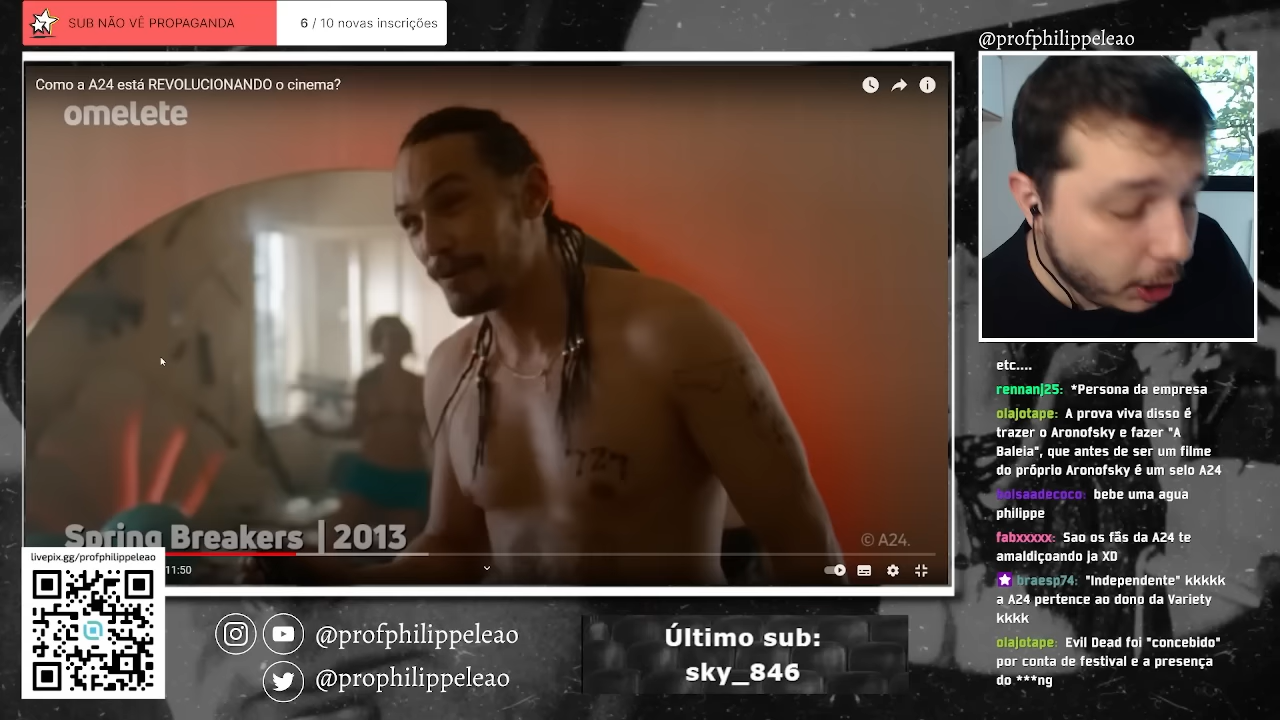 SUB NÃO VÊ PROPAGANDA
6 / 10 novas inscrições
@profphilippeleao
Como a A24 está REVOLUCIONANDO o cinema?
omelete
Spring Breakers | 2013
© A24.
11:50
livepix.gg/profphilippeleao
@profphilippeleao
@prophilippeleao
Último sub:
sky_846
etc....
rennanj25: *Persona da empresa
olajotape: A prova viva disso é
trazer o Aronofsky e fazer "A
Baleia", que antes de ser um filme
do próprio Aronofsky é um selo A24
bolsaadecoco: bebe uma agua
philippe
fabxxxxx: Sao os fãs da A24 te
amaldiçoando ja XD
braesp74: "Independente" kkkkk
a A24 pertence ao dono da Variety
kkkk
olajotape: Evil Dead foi "concebido"
por conta de festival e a presença
do ***ng